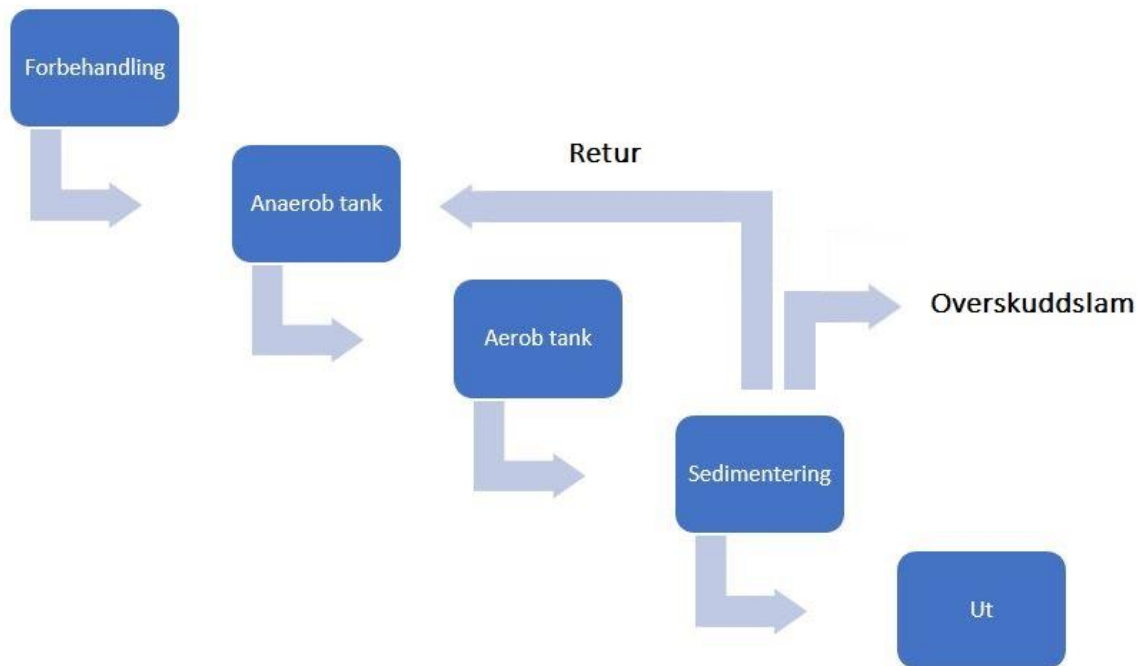 Forbehandling
Retur
Anaerob tank
Overskuddslam
Aerob tank
Sedimentering
Ut